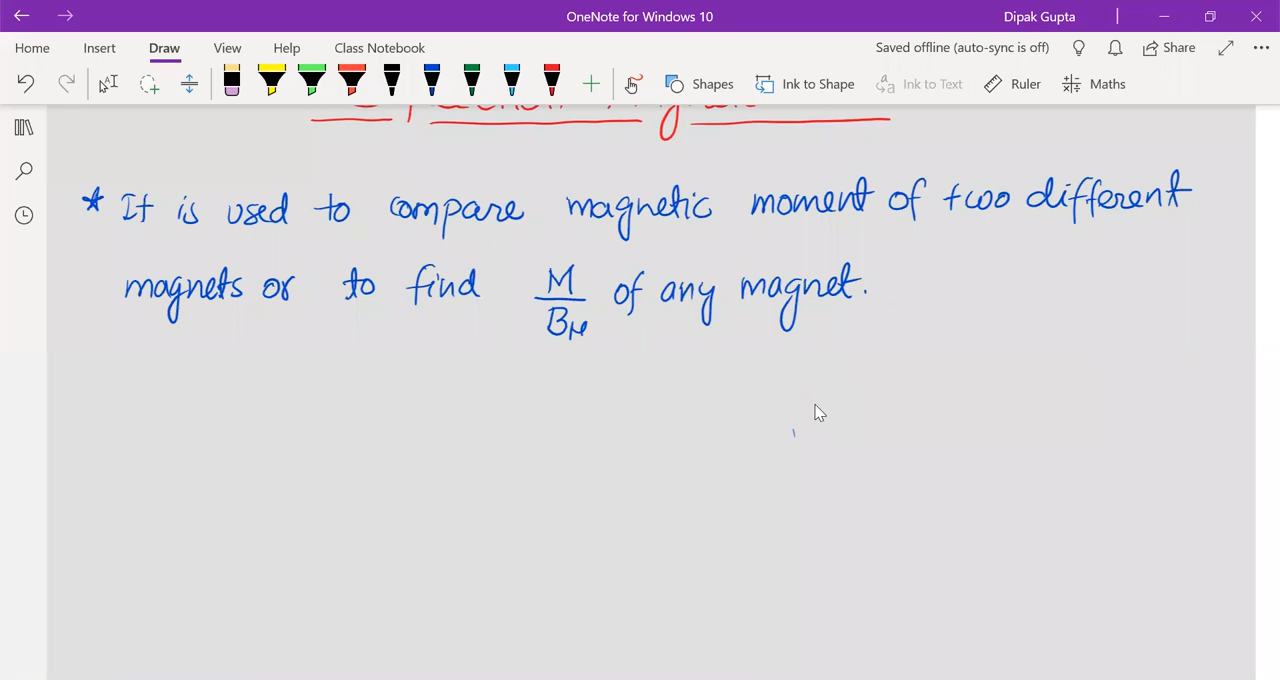 OneNote for Windows 10
Dipak Gupta
Home Insert Draw View Help Class Notebook
Saved offline (auto-sync is off)
Share
Shapes Ink to Shape Ink to Text Ruler Maths
* It is used to compare magnetic moment of two different
magnets or to find M/BH of any magnet.